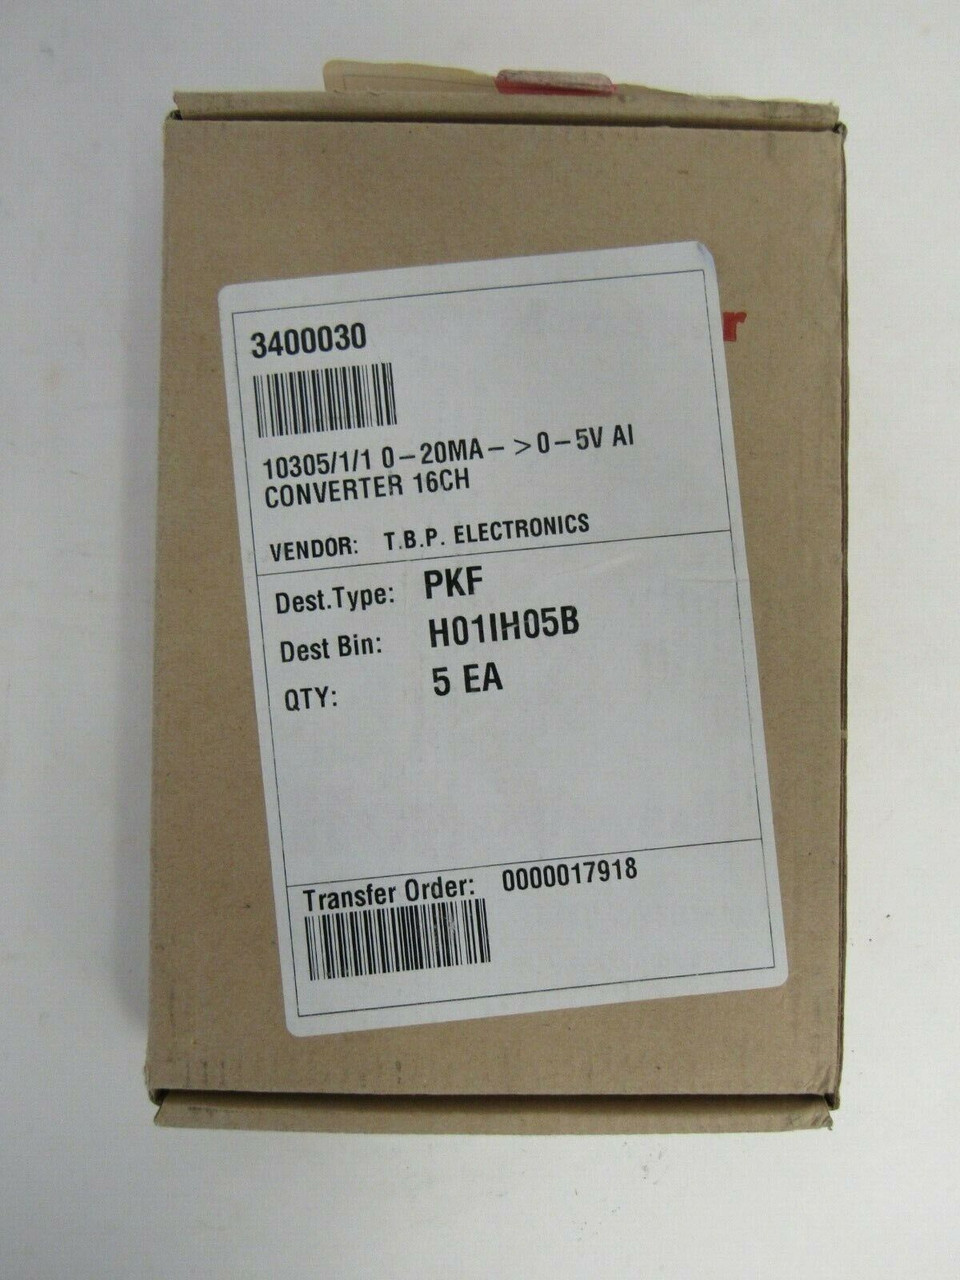 3400030
10305/1/1 0-20MA->0-5V AI
CONVERTER 16CH
VENDOR: T.B.P. ELECTRONICS
Dest.Type: PKF
Dest Bin: H01IH05B
QTY: 5 EA
Transfer Order: 0000017918